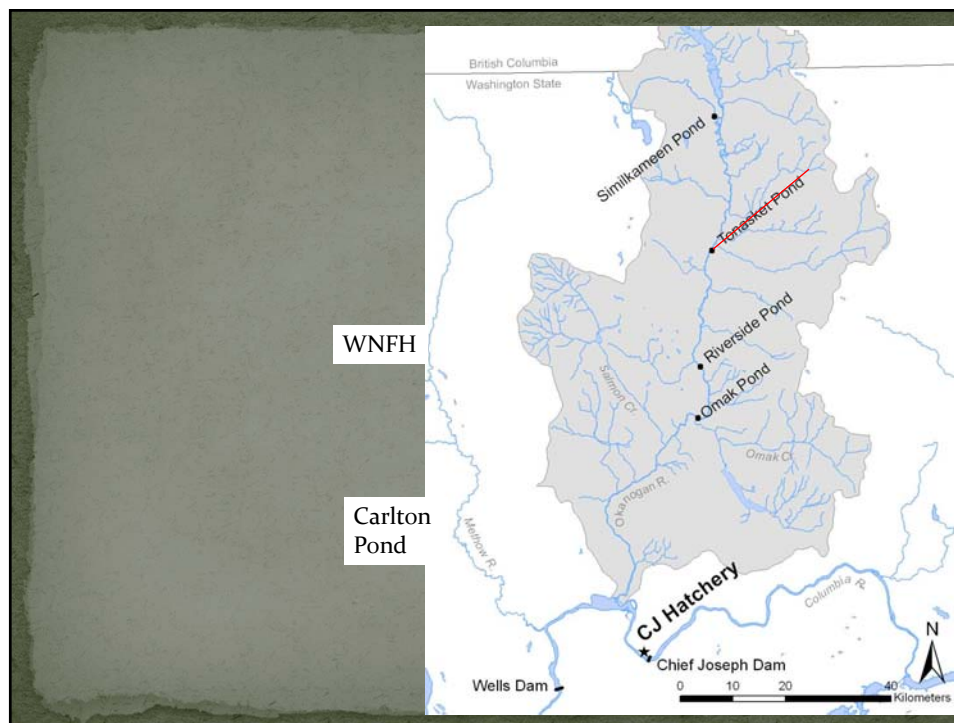 British Columbia
Washington State
Similkameen Pond
Tonasket Pond
WNFH
Riverside Pond
Omak Pond
Salmon Cr.
Omak Cr.
Okanogan R.
Carlton
Pond
Methow R.
CJ Hatchery
Columbia R.
N
Chief Joseph Dam
Wells Dam
0 10 20 40
Kilometers